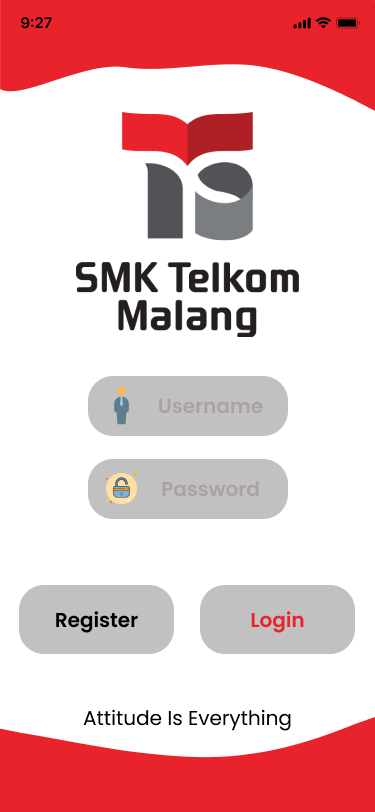 9:27
SMK Telkom
Malang
Username
Password
Register Login
Attitude Is Everything